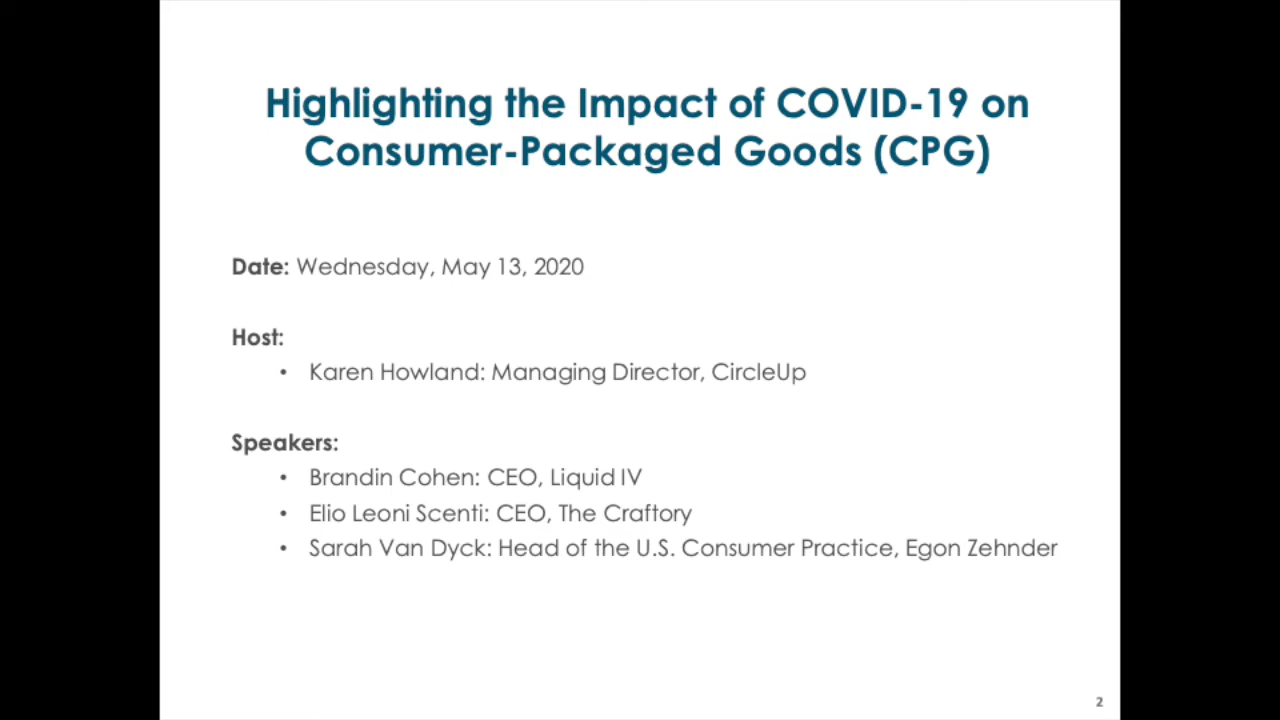 Highlighting the Impact of COVID-19 on
Consumer-Packaged Goods (CPG)
Date: Wednesday, May 13, 2020
Host:
• Karen Howland: Managing Director, CircleUp
Speakers:
• Brandin Cohen: CEO, Liquid IV
• Elio Leoni Scenti: CEO, The Craftory
• Sarah Van Dyck: Head of the U.S. Consumer Practice, Egon Zehnder
2